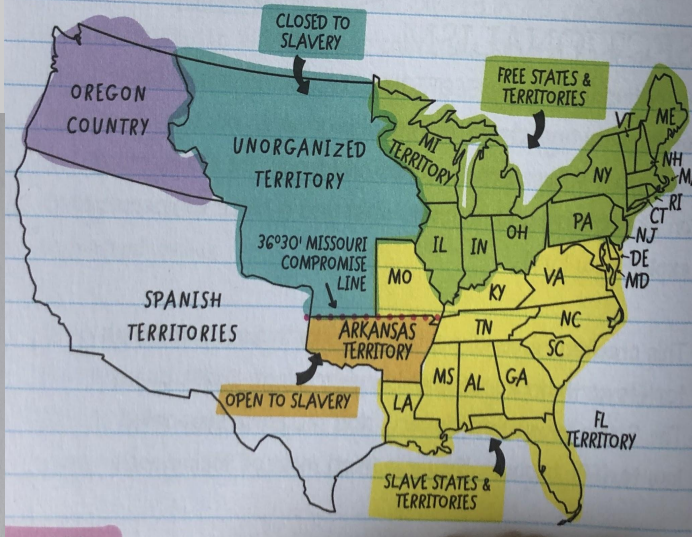 CLOSED TO
SLAVERY
FREE STATES &
TERRITORIES
OREGON
COUNTRY
UNORGANIZED
TERRITORY
MI
TERRITORY
VT
ME
NH
NY
RI
CT
PA
NJ
DE
MD
36°30' MISSOURI
COMPROMISE
LINE
IL
IN
OH
MO
KY
VA
SPANISH
TERRITORIES
ARKANSAS
TERRITORY
TN
NC
SC
MS
AL
GA
LA
OPEN TO SLAVERY
FL
TERRITORY
SLAVE STATES &
TERRITORIES